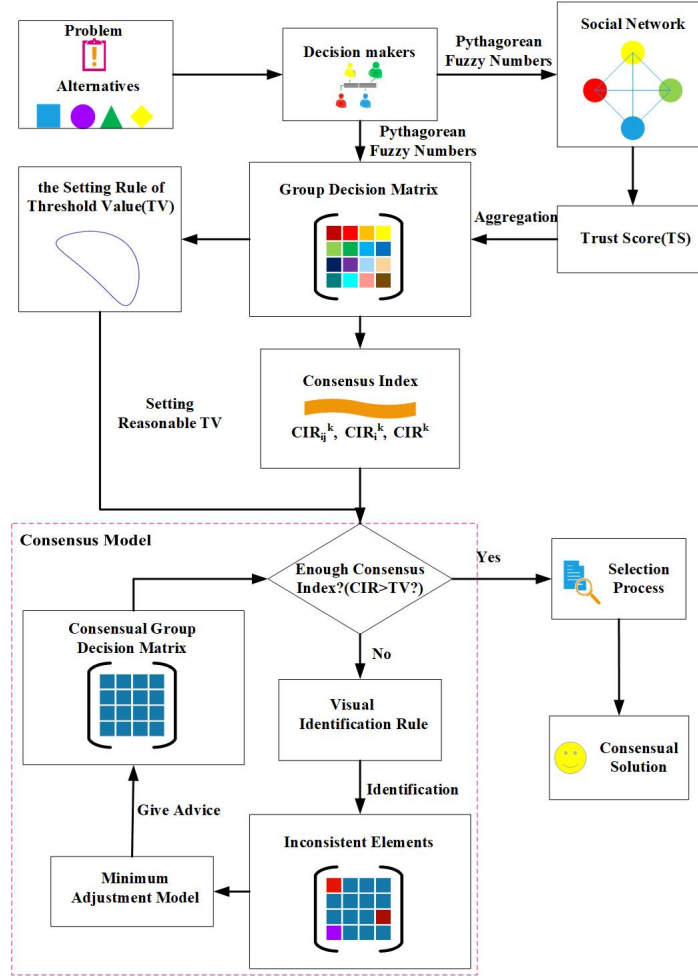 Problem
!
Alternatives
Decision makers
Pythagorean
Fuzzy Numbers
Social Network
Pythagorean
Fuzzy Numbers
the Setting Rule of
Threshold Value(TV)
Group Decision Matrix
Aggregation
Trust Score(TS)
Setting
Reasonable TV
Consensus Index
CIR_ij^k, CIR_i^k, CIR^k
Consensus Model
Enough Consensus
Index?(CIR>TV?)
Yes
Selection
Process
Consensual Group
Decision Matrix
No
Visual
Identification Rule
Consensual
Solution
Identification
Give Advice
Inconsistent Elements
Minimum
Adjustment Model